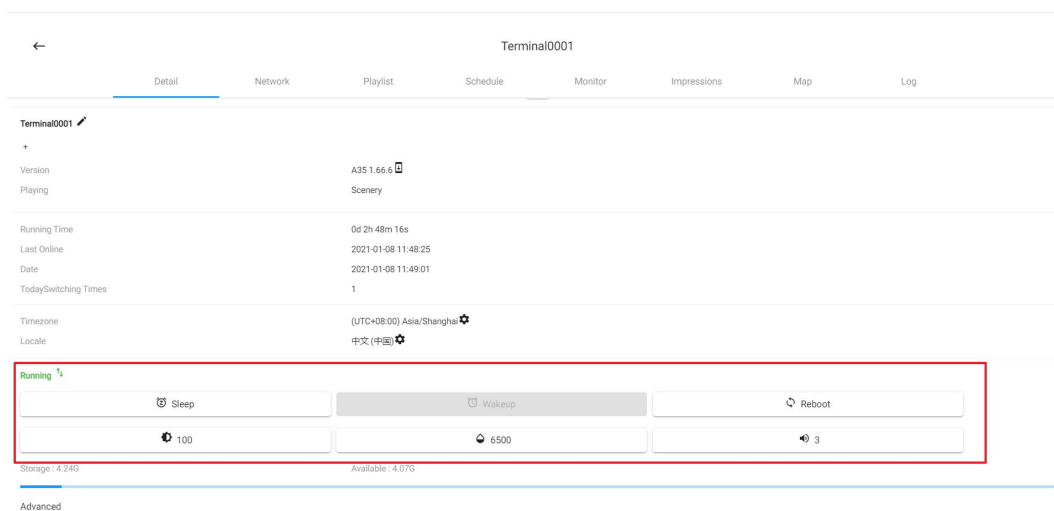 Terminal0001
Detail Network Playlist Schedule Monitor Impressions Map Log
Terminal0001
+
Version A35 1.66.6
Playing Scenery
Running Time 0d 2h 48m 16s
Last Online 2021-01-08 11:48:25
Date 2021-01-08 11:49:01
TodaySwitching Times 1
Timezone (UTC+08:00) Asia/Shanghai
Locale 中文 (中国)
Running
Sleep Wakeup Reboot
100 6500 3
Storage : 4.24G Available : 4.07G
Advanced